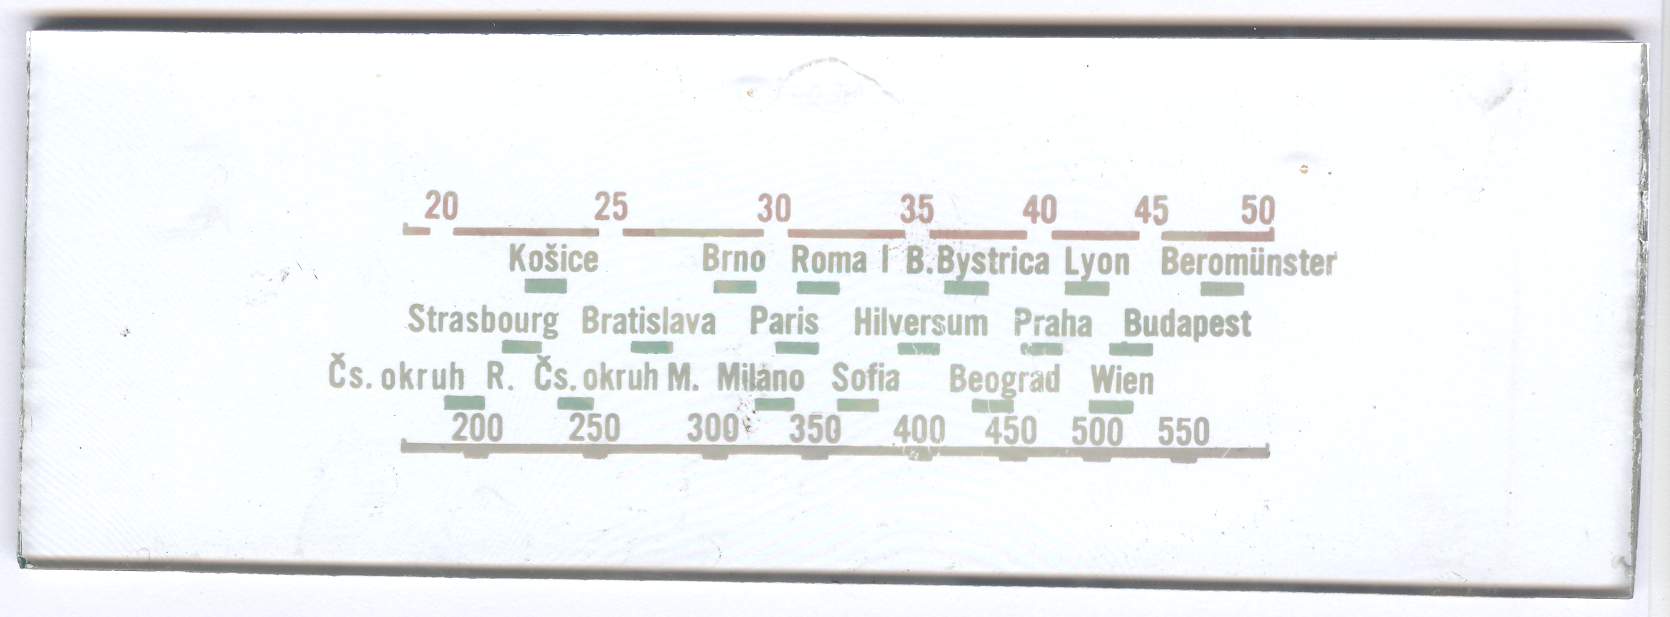 20 25 30 35 40 45 50
Košice Brno Roma I B.Bystrica Lyon Beromünster
Strasbourg Bratislava Paris Hilversum Praha Budapest
Čs. okruh R. Čs. okruh M. Milano Sofia Beograd Wien
200 250 300 350 400 450 500 550